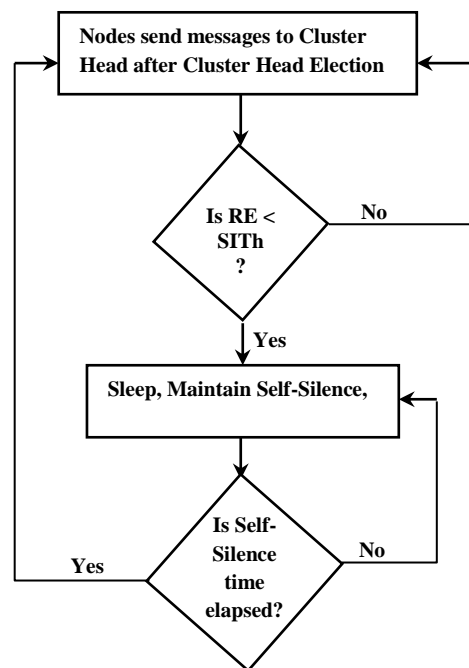 Nodes send messages to Cluster
Head after Cluster Head Election
Is RE <
SITh
?
No
Yes
Sleep, Maintain Self-Silence,
Is Self-
Silence
time
elapsed?
No
Yes